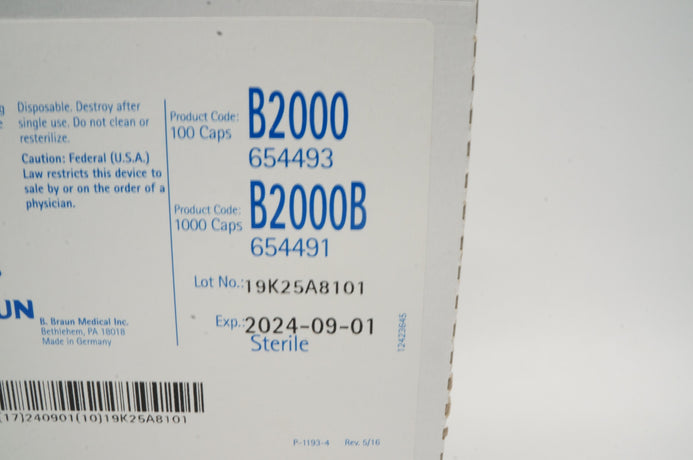 Disposable. Destroy after
single use. Do not clean or
resterilize.
Caution: Federal (U.S.A.)
Law restricts this device to
sale by or on the order of a
physician.
Product Code: B2000
100 Caps
654493
Product Code: B2000B
1000 Caps
654491
Lot No.: 19K25A8101
Exp.: 2024-09-01
Sterile
UN
B. Braun Medical Inc.
Bethlehem, PA 18018
Made in Germany
12423645
(17)240901(10)19K25A8101
P-1193-4 Rev. 5/16